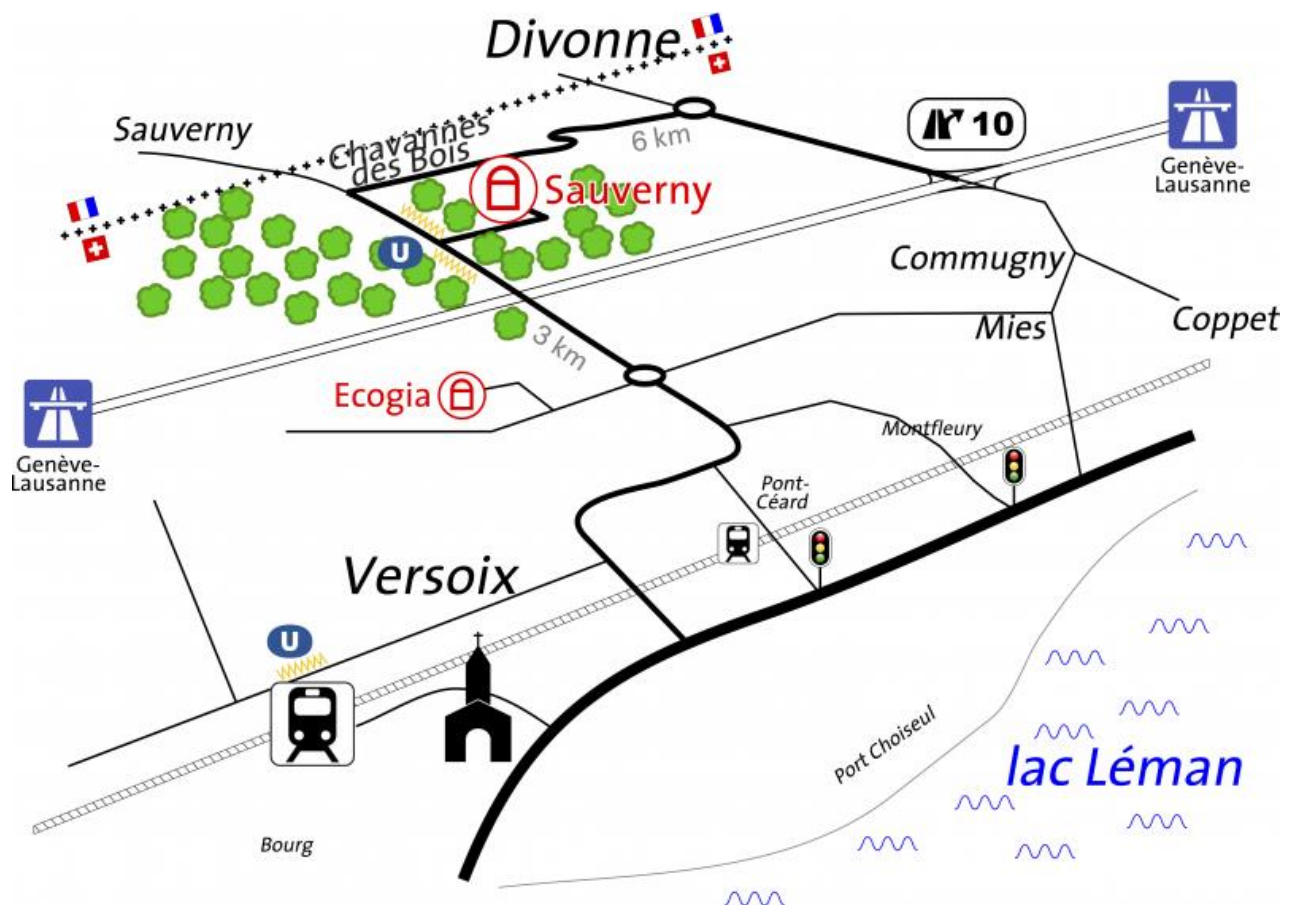 Divonne
Sauverny
Chavannes
des Bois
6 km
10
Genève-
Lausanne
Sauverny
U
Commugny
Coppet
Mies
3 km
Ecogia
Genève-
Lausanne
Montfleury
Pont-
Céard
Versoix
U
Port Choiseul
lac Léman
Bourg